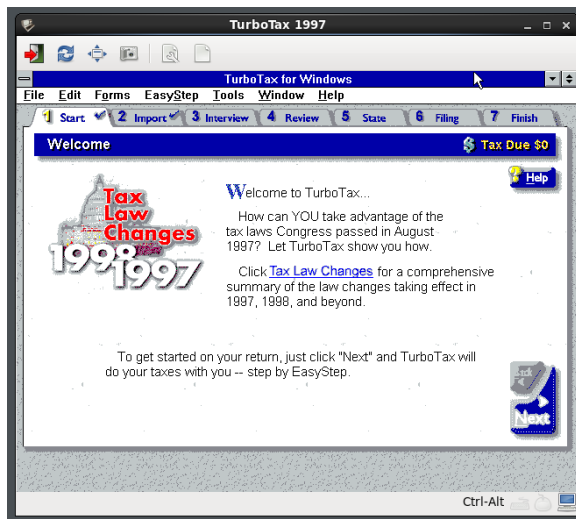 TurboTax 1997
TurboTax for Windows
File Edit Forms EasyStep Tools Window Help
1 Start 2 Import 3 Interview 4 Review 5 State 6 Filing 7 Finish
Welcome
$ Tax Due $0
Help
Tax
Law
Changes
1998 1997
Welcome to TurboTax...
How can YOU take advantage of the
tax laws Congress passed in August
1997? Let TurboTax show you how.
Click Tax Law Changes for a comprehensive
summary of the law changes taking effect in
1997, 1998, and beyond.
To get started on your return, just click "Next" and TurboTax will
do your taxes with you -- step by EasyStep.
Back
Next
Ctrl-Alt